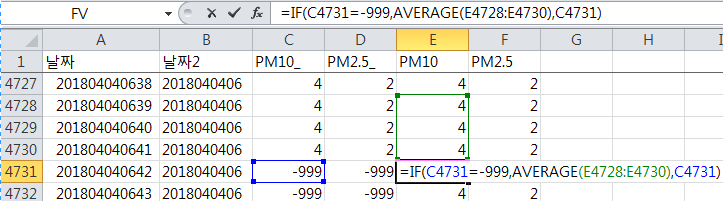 FV =IF(C4731=-999,AVERAGE(E4728:E4730),C4731)
A B C D E F G H I
1 날짜 날짜2 PM10_ PM2.5_ PM10 PM2.5
4727 201804040638 2018040406 4 2 4 2
4728 201804040639 2018040406 4 2 4 2
4729 201804040640 2018040406 4 2 4 2
4730 201804040641 2018040406 4 2 4 2
4731 201804040642 2018040406 -999 -999 =IF(C4731=-999,AVERAGE(E4728:E4730),C4731)
4732 201804040643 2018040406 -999 -999 4 2